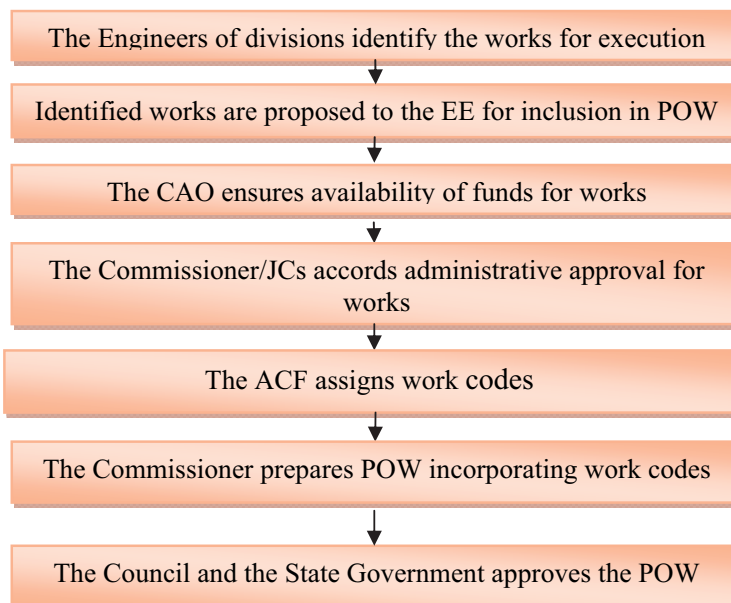 The Engineers of divisions identify the works for execution
Identified works are proposed to the EE for inclusion in POW
The CAO ensures availability of funds for works
The Commissioner/JCs accords administrative approval for
works
The ACF assigns work codes
The Commissioner prepares POW incorporating work codes
The Council and the State Government approves the POW